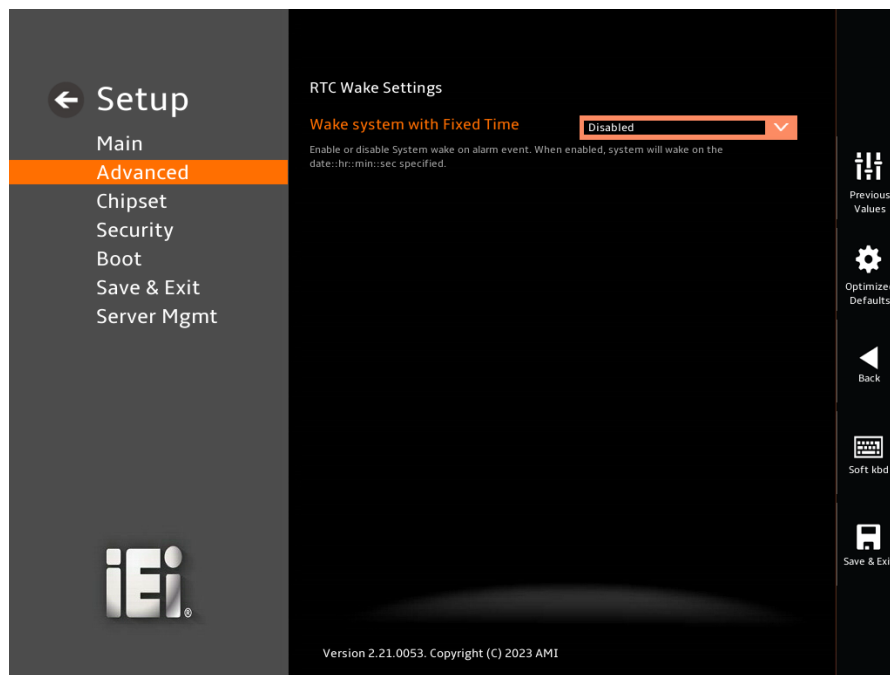 Setup
Main
Advanced
Chipset
Security
Boot
Save & Exit
Server Mgmt
iEi
®
RTC Wake Settings
Wake system with Fixed Time
Disabled
Enable or disable System wake on alarm event. When enabled, system will wake on the
date::hr::min::sec specified.
Previous
Values
Optimized
Defaults
Back
Soft kbd
Save & Exi
Version 2.21.0053. Copyright (C) 2023 AMI